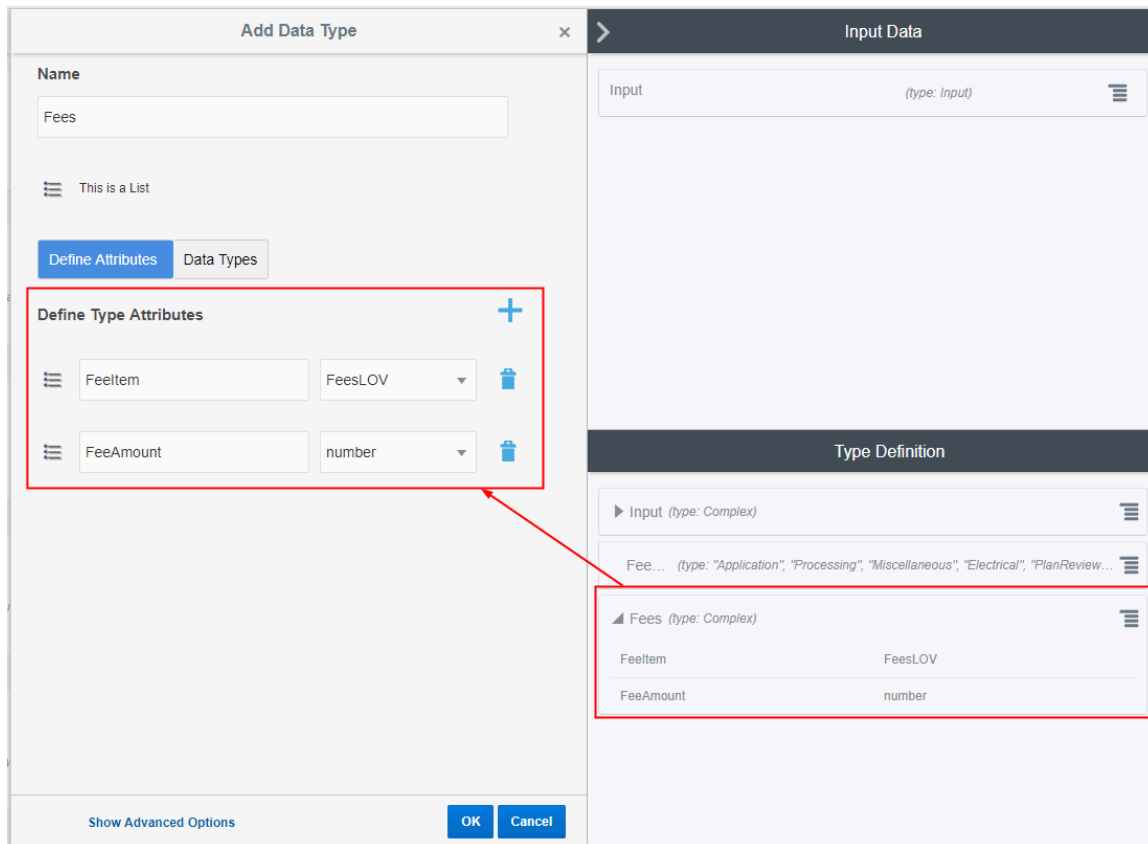 Add Data Type ×
Name
Fees
This is a List
Define Attributes Data Types
Define Type Attributes
FeeItem FeesLOV
FeeAmount number
Show Advanced Options OK Cancel
Input Data
Input (type: Input)
Type Definition
Input (type: Complex)
Fee... (type: "Application", "Processing", "Miscellaneous", "Electrical", "PlanReview...
Fees (type: Complex)
FeeItem FeesLOV
FeeAmount number